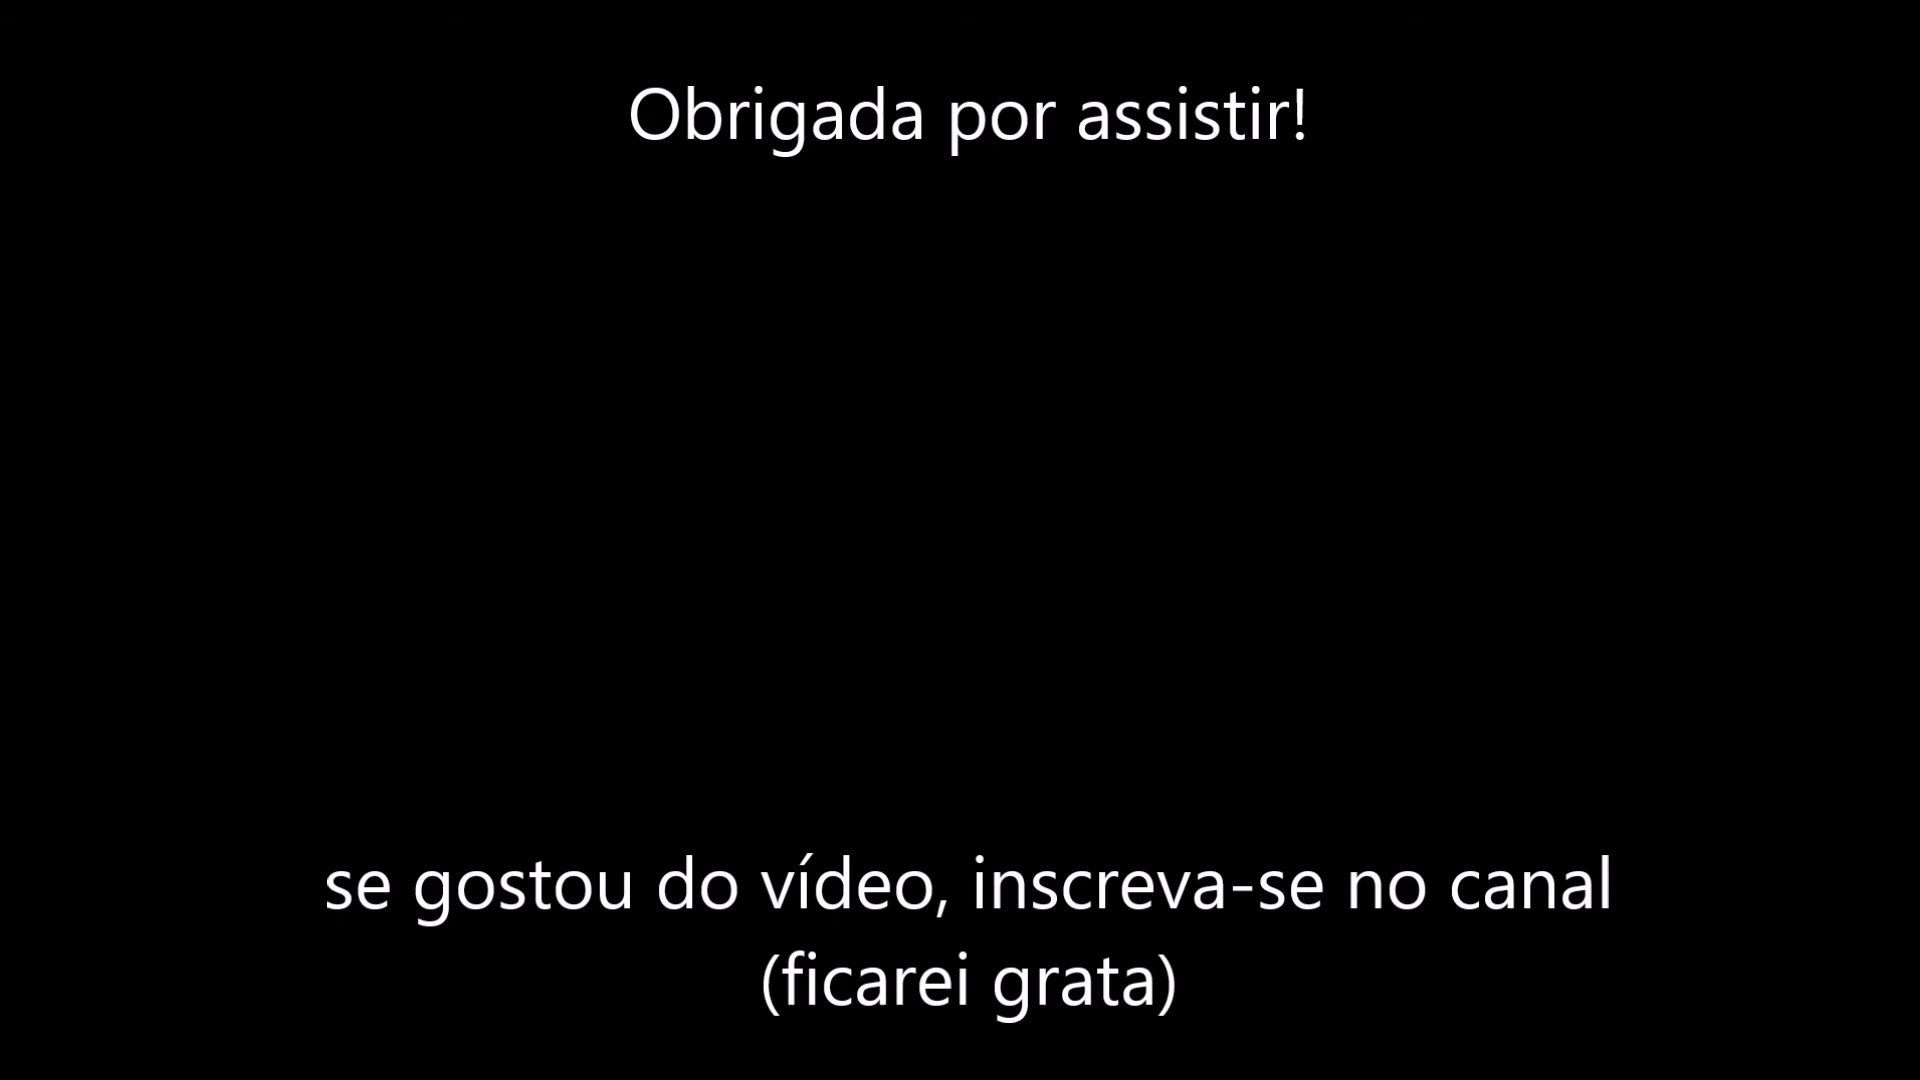 Obrigada por assistir!
se gostou do vídeo, inscreva-se no canal
(ficarei grata)